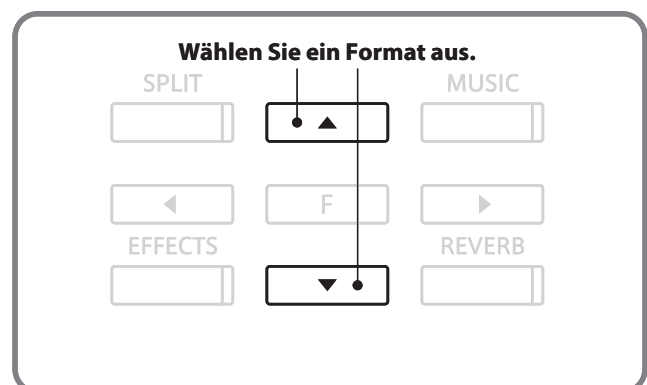 Wählen Sie ein Format aus.
SPLIT
MUSIC
▲
◀
F
▶
EFFECTS
REVERB
▼